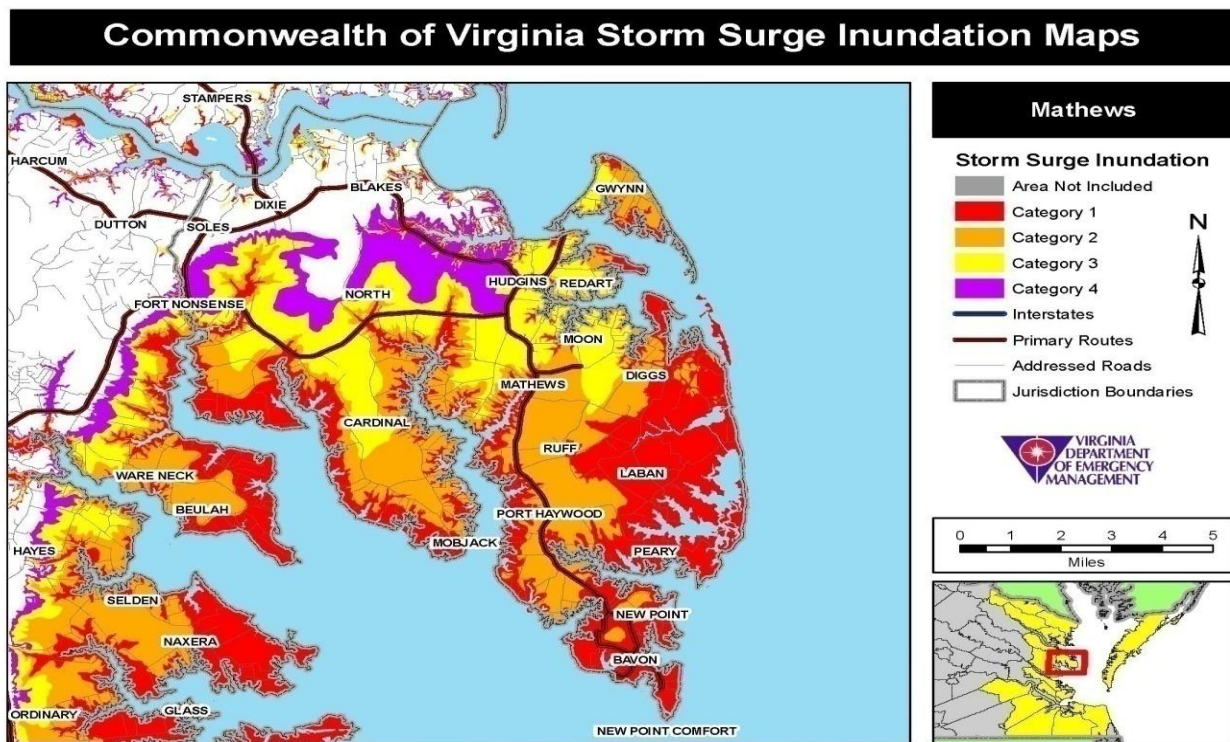 Commonwealth of Virginia Storm Surge Inundation Maps
STAMPERS
HARCUM
BLAKES
GWYNN
DIXIE
DUTTON
SOLES
HUDGINS
REDART
NORTH
FORT NONSENSE
MOON
DIGGS
MATHEWS
CARDINAL
RUFF
LABAN
WARE NECK
BEULAH
PORT HAYWOOD
MOBJACK
HAYES
PEARY
SELDEN
NEW POINT
NAXERA
BAVON
GLASS
ORDINARY
NEW POINT COMFORT
Mathews
Storm Surge Inundation
Area Not Included
Category 1
Category 2
Category 3
Category 4
Interstates
Primary Routes
Addressed Roads
Jurisdiction Boundaries
N
VIRGINIA
DEPARTMENT
OF EMERGENCY
MANAGEMENT
0 1 2 3 4 5
Miles